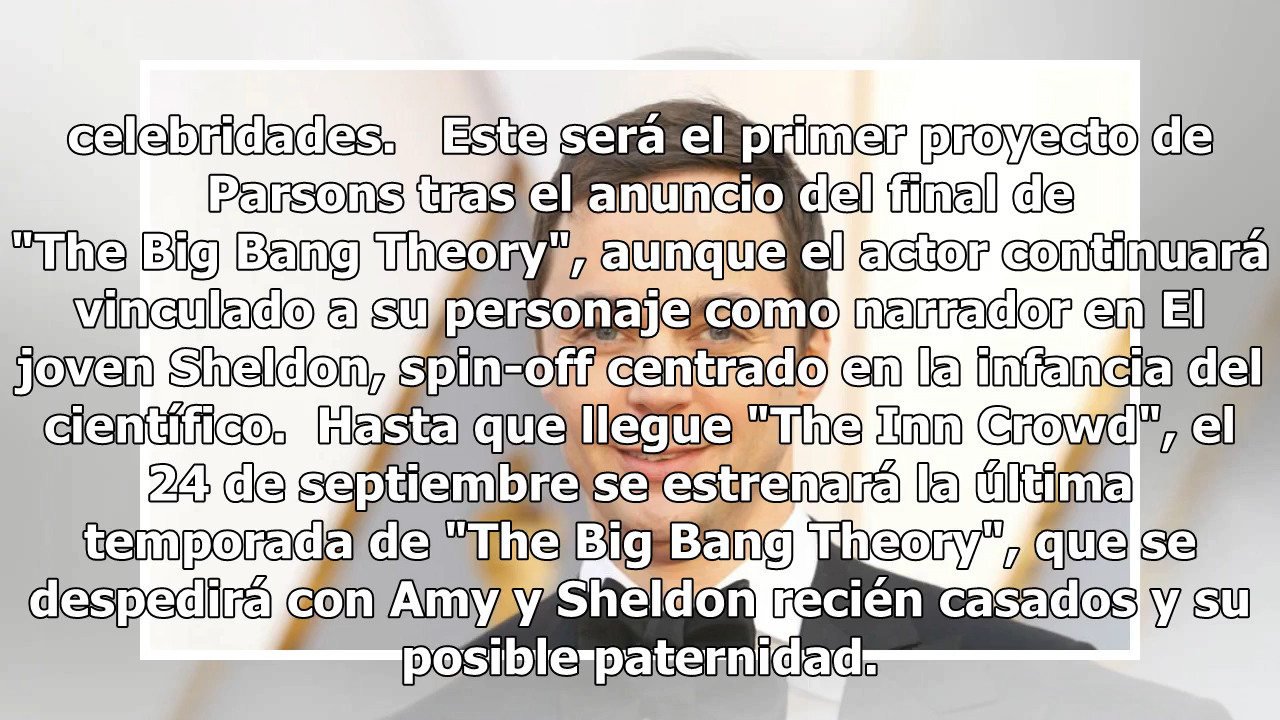 celebridades.   Este será el primer proyecto de
Parsons tras el anuncio del final de
"The Big Bang Theory", aunque el actor continuará
vinculado a su personaje como narrador en El
joven Sheldon, spin-off centrado en la infancia del
científico.  Hasta que llegue "The Inn Crowd", el
24 de septiembre se estrenará la última
temporada de "The Big Bang Theory", que se
despedirá con Amy y Sheldon recién casados y su
posible paternidad.